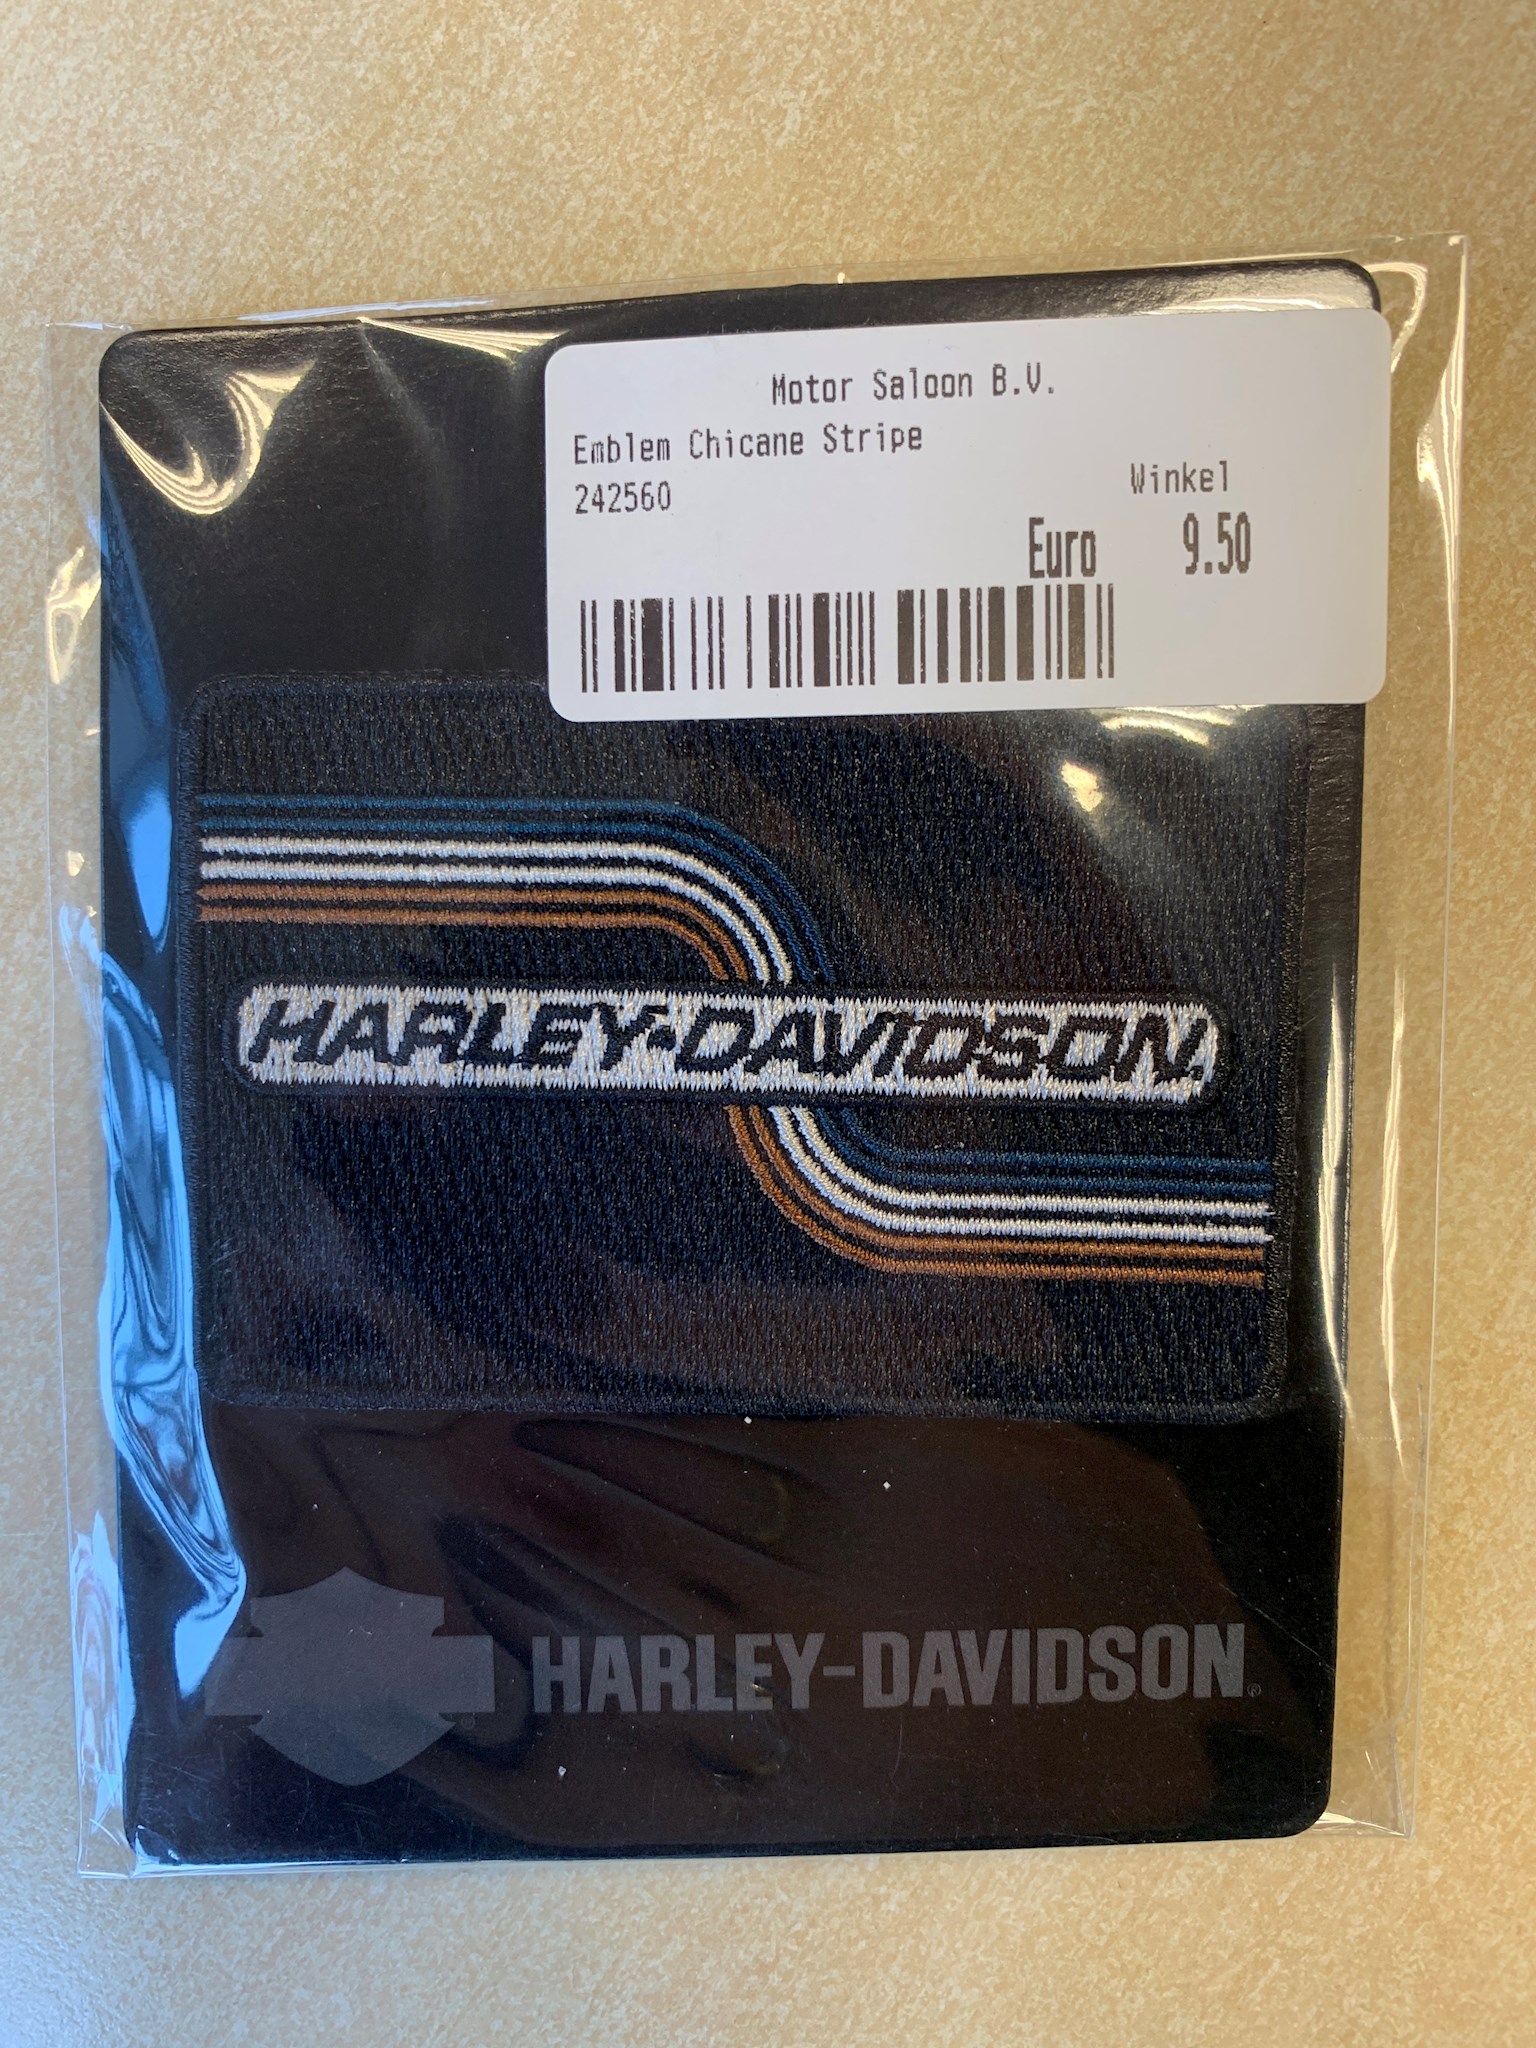 Motor Saloon B.V.
Emblem Chicane Stripe
242560
Winkel
Euro 9.50
HARLEY-DAVIDSON
HARLEY-DAVIDSON®